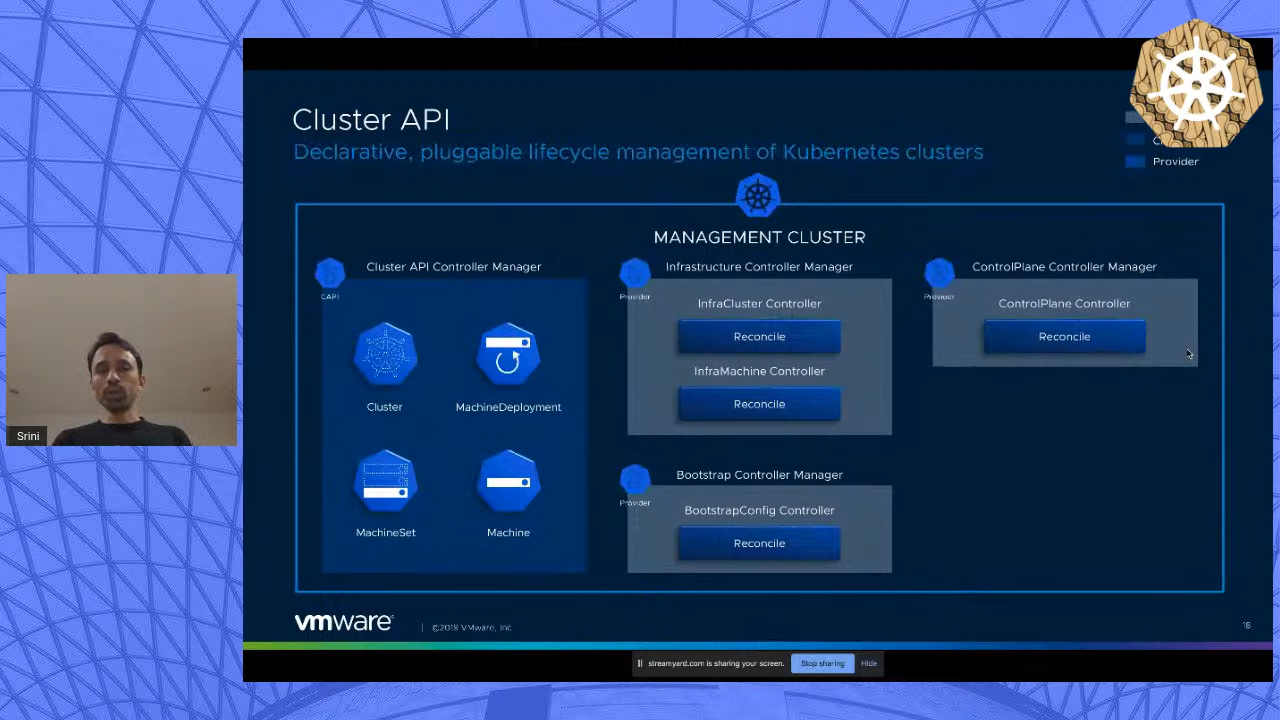 Cluster API
Declarative, pluggable lifecycle management of Kubernetes clusters
Provider
MANAGEMENT CLUSTER
Cluster API Controller Manager
Infrastructure Controller Manager
ControlPlane Controller Manager
CAPI
Provider
Provider
InfraCluster Controller
ControlPlane Controller
Reconcile
Reconcile
InfraMachine Controller
Reconcile
Cluster
MachineDeployment
Srini
Bootstrap Controller Manager
Provider
BootstrapConfig Controller
MachineSet
Machine
Reconcile
vmware
©2019 VMware, Inc
18
streamyard.com is sharing your screen.
Stop sharing
Hide